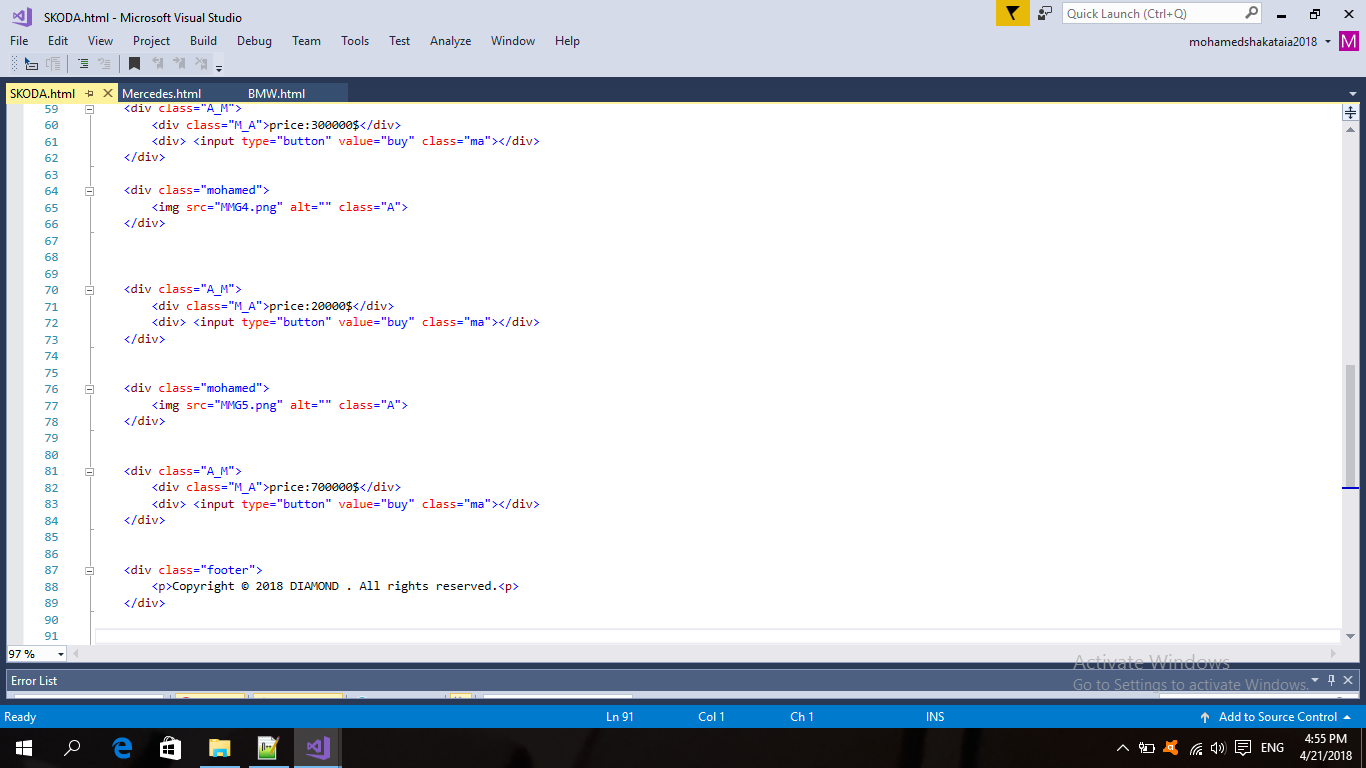 SKODA.html - Microsoft Visual Studio
Quick Launch (Ctrl+Q)
File Edit View Project Build Debug Team Tools Test Analyze Window Help
mohamedshakataia2018 M
SKODA.html Mercedes.html BMW.html
59 <div class="A_M">
60 <div class="M_A">price:300000$</div>
61 <div> <input type="button" value="buy" class="ma"></div>
62 </div>
63
64 <div class="mohamed">
65 <img src="MMG4.png" alt="" class="A">
66 </div>
67
68
69
70 <div class="A_M">
71 <div class="M_A">price:20000$</div>
72 <div> <input type="button" value="buy" class="ma"></div>
73 </div>
74
75
76 <div class="mohamed">
77 <img src="MMG5.png" alt="" class="A">
78 </div>
79
80
81 <div class="A_M">
82 <div class="M_A">price:700000$</div>
83 <div> <input type="button" value="buy" class="ma"></div>
84 </div>
85
86
87 <div class="footer">
88 <p>Copyright © 2018 DIAMOND . All rights reserved.<p>
89 </div>
90
91
97 %
Activate Windows
Go to Settings to activate Windows.
Error List
Ready Ln 91 Col 1 Ch 1 INS Add to Source Control
ENG
4:55 PM
4/21/2018